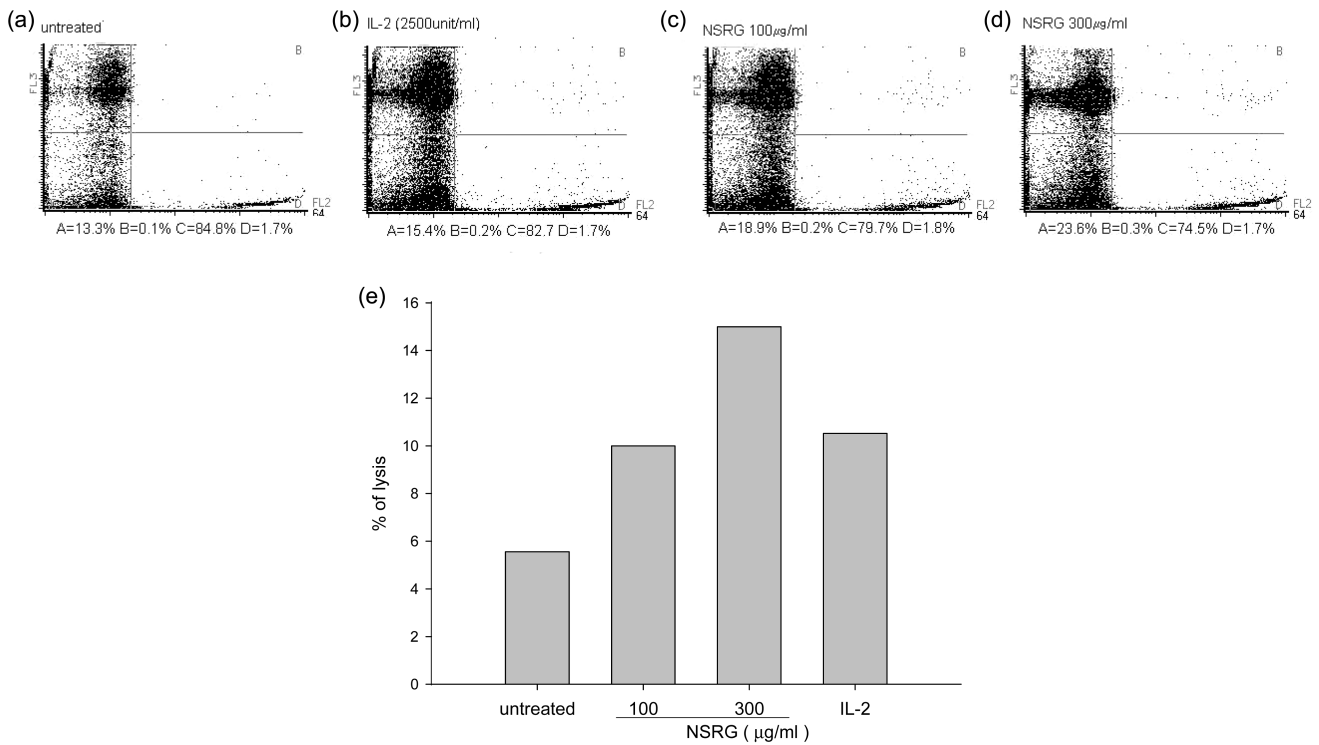 (a) untreated
B
FL3
D FL2
64
A=13.3% B=0.1% C=84.8% D=1.7%
(b) IL-2 (2500unit/ml)
B
FL3
D FL2
64
A=15.4% B=0.2% C=82.7 D=1.7%
(c) NSRG 100μg/ml
B
FL3
D FL2
64
A=18.9% B=0.2% C=79.7% D=1.8%
(d) NSRG 300μg/ml
B
FL3
D FL2
64
A=23.6% B=0.3% C=74.5% D=1.7%
(e)
% of lysis
16
14
12
10
8
6
4
2
0
untreated 100 300 IL-2
NSRG ( μg/ml )